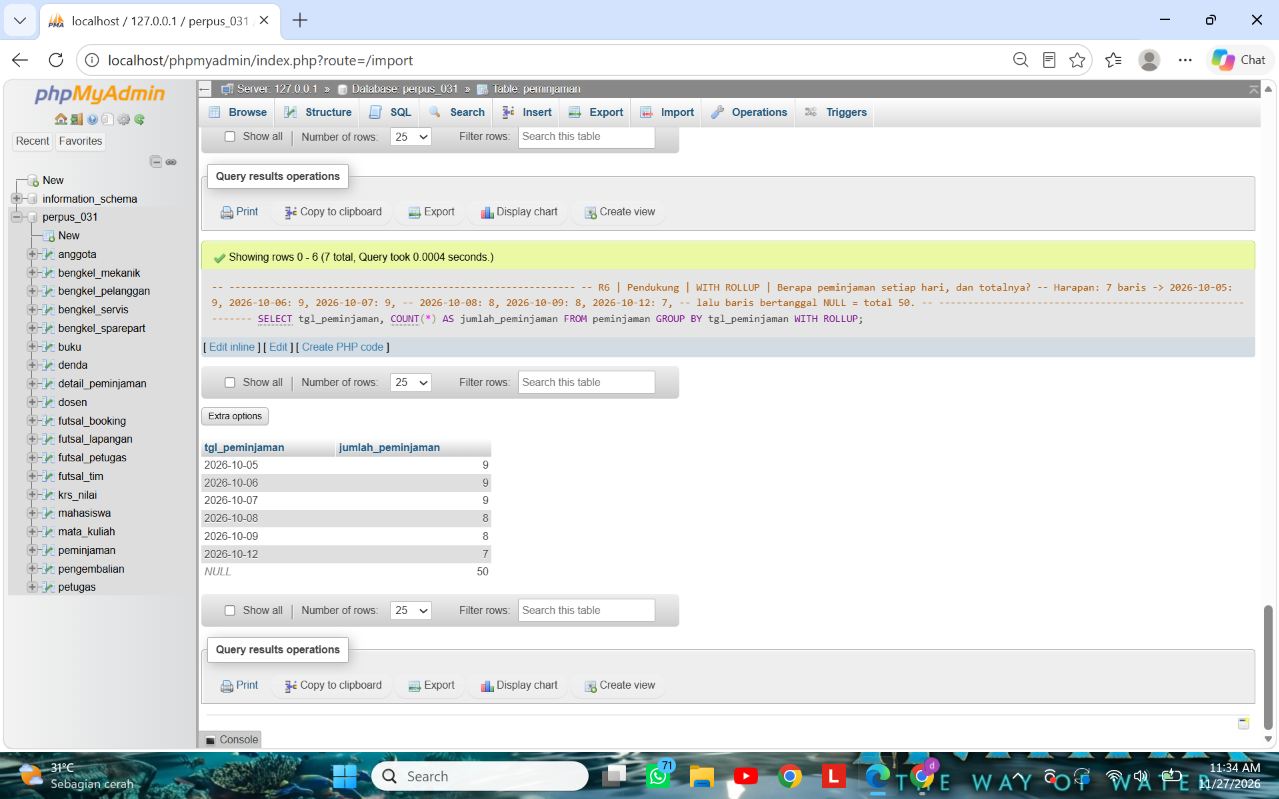 localhost / 127.0.0.1 / perpus_031
localhost/phpmyadmin/index.php?route=/import
Chat
phpMyAdmin
Recent Favorites
New
information_schema
perpus_031
New
anggota
bengkel_mekanik
bengkel_pelanggan
bengkel_servis
bengkel_sparepart
buku
denda
detail_peminjaman
dosen
futsal_booking
futsal_lapangan
futsal_petugas
futsal_tim
krs_nilai
mahasiswa
mata_kuliah
peminjaman
pengembalian
petugas
Server: 127.0.0.1 » Database: perpus_031 » Table: peminjaman
Browse Structure SQL Search Insert Export Import Operations Triggers
Show all | Number of rows: 25 Filter rows: Search this table
Query results operations
Print Copy to clipboard Export Display chart Create view
Showing rows 0 - 6 (7 total, Query took 0.0004 seconds.)
-- ------------------------------------------------------- -- R6 | Pendukung | WITH ROLLUP | Berapa peminjaman setiap hari, dan totalnya? -- Harapan: 7 baris -> 2026-10-05:
9, 2026-10-06: 9, 2026-10-07: 9, -- 2026-10-08: 8, 2026-10-09: 8, 2026-10-12: 7, -- lalu baris bertanggal NULL = total 50. -- -------------------------------------------------
------- SELECT tgl_peminjaman, COUNT(*) AS jumlah_peminjaman FROM peminjaman GROUP BY tgl_peminjaman WITH ROLLUP;
[ Edit inline ] [ Edit ] [ Create PHP code ]
Show all | Number of rows: 25 Filter rows: Search this table
Extra options
tgl_peminjaman jumlah_peminjaman
2026-10-05 9
2026-10-06 9
2026-10-07 9
2026-10-08 8
2026-10-09 8
2026-10-12 7
NULL 50
Show all | Number of rows: 25 Filter rows: Search this table
Query results operations
Print Copy to clipboard Export Display chart Create view
Console
31°C
Sebagian cerah
Search
71
L
d
THE WAY OF WATER
11:34 AM
11/27/2026